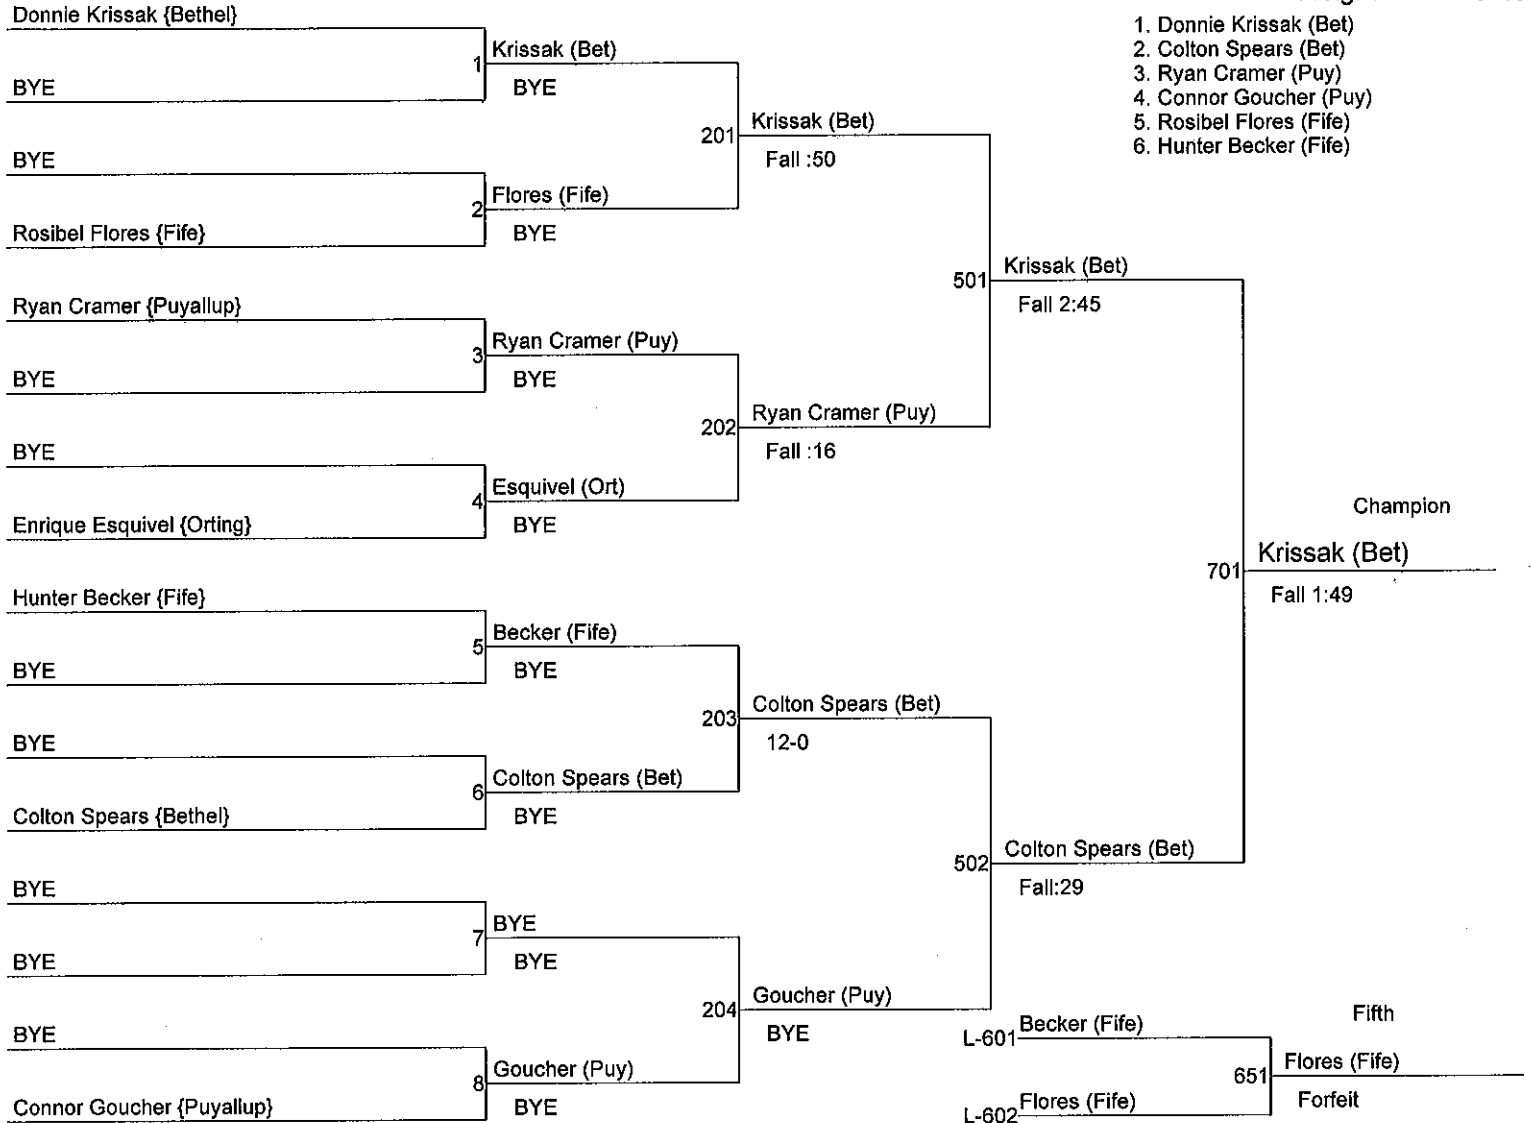 Donnie Krissak {Bethel}
1
Krissak (Bet)
BYE
BYE
201
Krissak (Bet)
Fall :50
BYE
2
Flores (Fife)
BYE
Rosibel Flores {Fife}
501
Krissak (Bet)
Fall 2:45
Ryan Cramer {Puyallup}
3
Ryan Cramer (Puy)
BYE
BYE
202
Ryan Cramer (Puy)
Fall :16
BYE
4
Esquivel (Ort)
BYE
Enrique Esquivel {Orting}
Champion
701
Krissak (Bet)
Fall 1:49
Hunter Becker {Fife}
5
Becker (Fife)
BYE
BYE
203
Colton Spears (Bet)
12-0
BYE
6
Colton Spears (Bet)
BYE
Colton Spears {Bethel}
502
Colton Spears (Bet)
Fall:29
BYE
7
BYE
BYE
BYE
204
Goucher (Puy)
BYE
BYE
8
Goucher (Puy)
BYE
Connor Goucher {Puyallup}
1. Donnie Krissak (Bet)
2. Colton Spears (Bet)
3. Ryan Cramer (Puy)
4. Connor Goucher (Puy)
5. Rosibel Flores (Fife)
6. Hunter Becker (Fife)
L-601
Becker (Fife)
L-602
Flores (Fife)
Fifth
651
Flores (Fife)
Forfeit